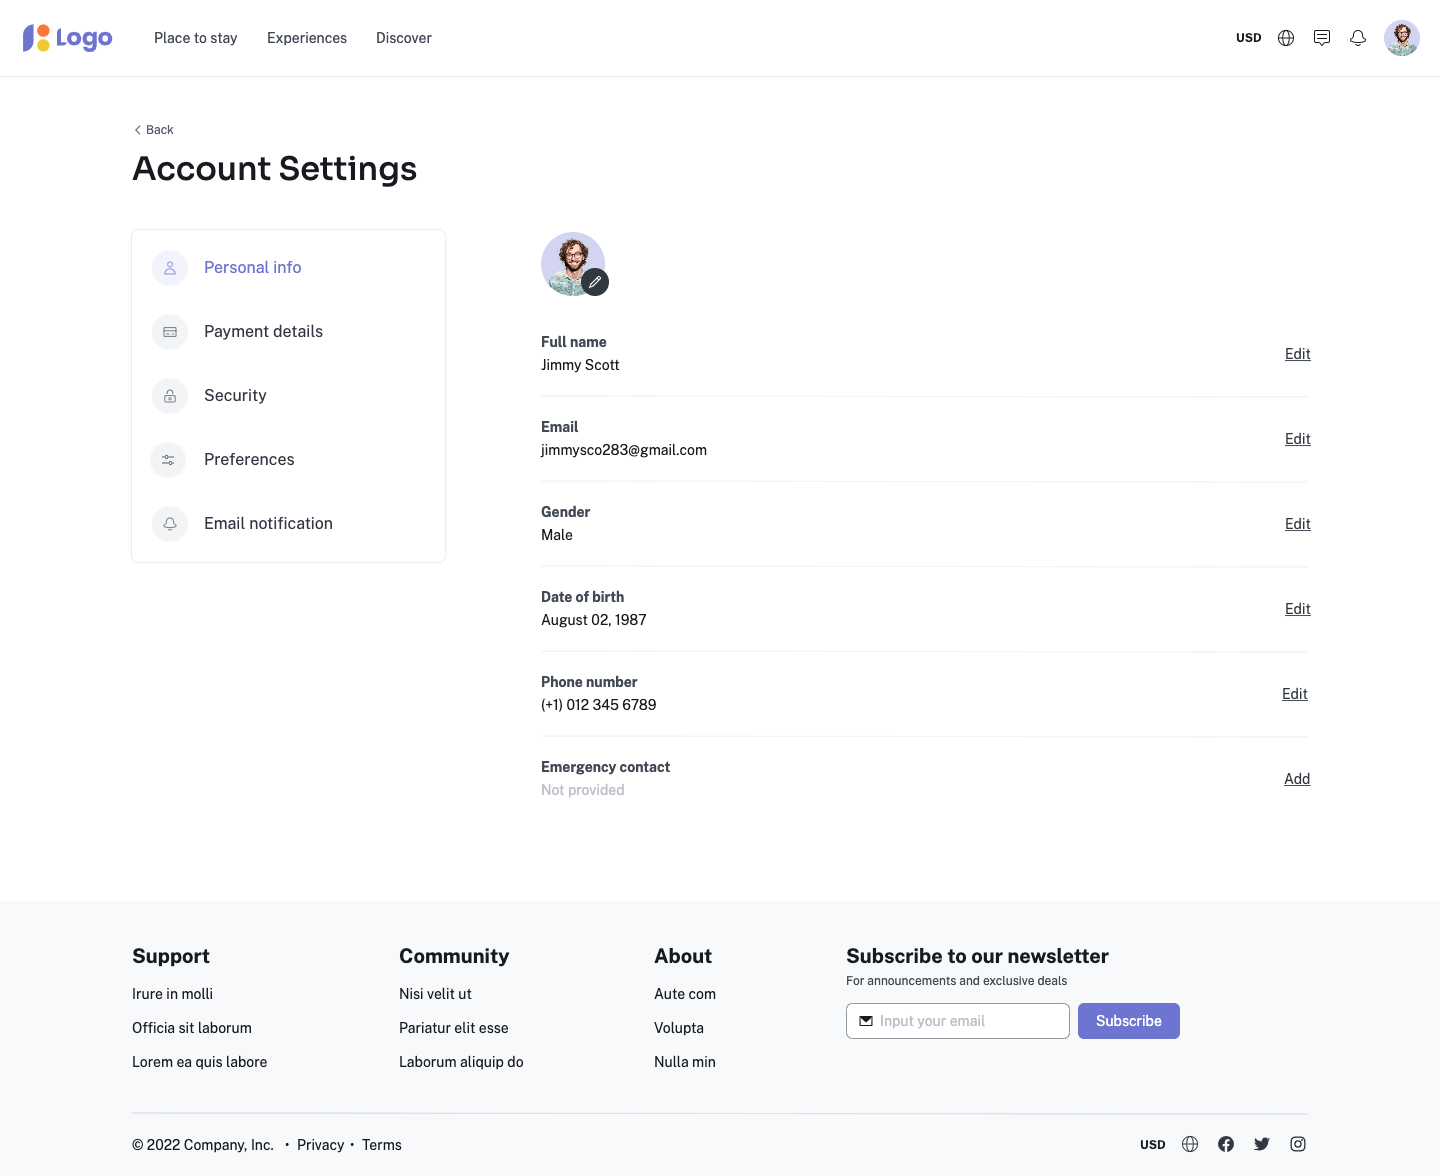 Logo
Place to stay
Experiences
Discover
USD
Back
Account Settings
Personal info
Payment details
Security
Preferences
Email notification
Full name
Jimmy Scott
Edit
Email
jimmysco283@gmail.com
Edit
Gender
Male
Edit
Date of birth
August 02, 1987
Edit
Phone number
(+1) 012 345 6789
Edit
Emergency contact
Not provided
Add
Support
Irure in molli
Officia sit laborum
Lorem ea quis labore
Community
Nisi velit ut
Pariatur elit esse
Laborum aliquip do
About
Aute com
Volupta
Nulla min
Subscribe to our newsletter
For announcements and exclusive deals
Input your email
Subscribe
© 2022 Company, Inc. • Privacy • Terms
USD